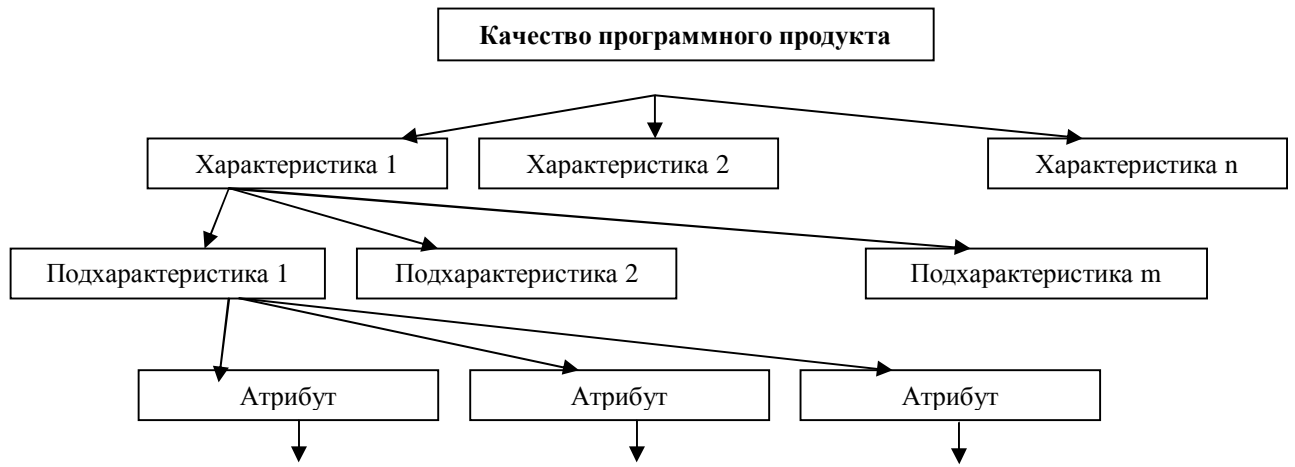 Качество программного продукта
Характеристика 1
Характеристика 2
Характеристика n
Подхарактеристика 1
Подхарактеристика 2
Подхарактеристика m
Атрибут
Атрибут
Атрибут